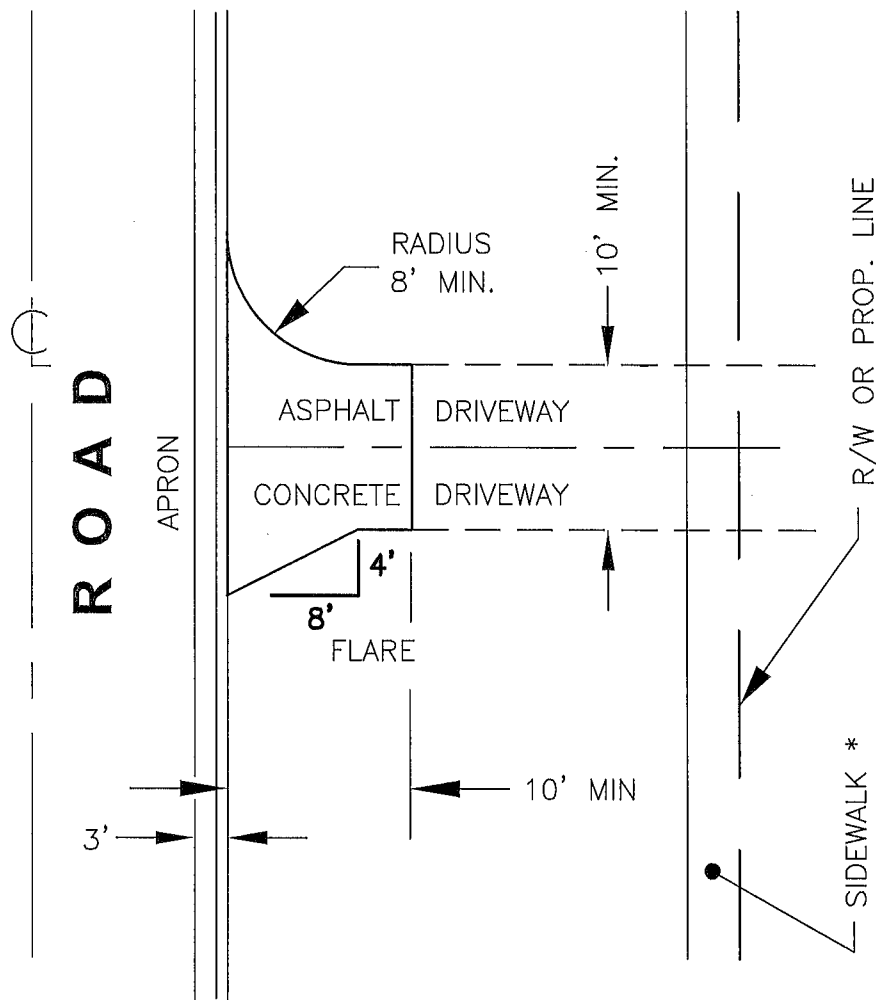 RADIUS
8' MIN.
10' MIN.
R/W OR PROP. LINE
ROAD
APRON
ASPHALT DRIVEWAY
CONCRETE DRIVEWAY
4'
8'
FLARE
10' MIN
3'
SIDEWALK *